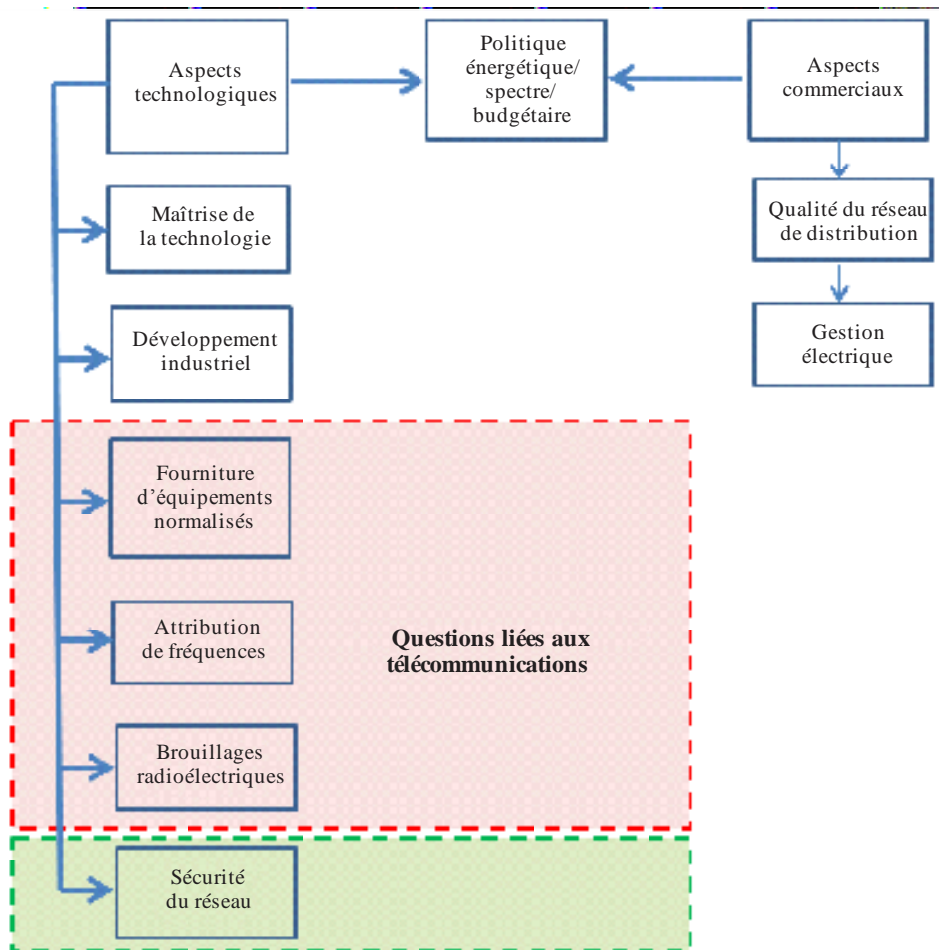 Aspects
technologiques
Politique
énergétique/
spectre/
budgétaire
Aspects
commerciaux
Maîtrise de
la technologie
Qualité du réseau
de distribution
Développement
industriel
Gestion
électrique
Fourniture
d'équipements
normalisés
Attribution
de fréquences
Questions liées aux
télécommunications
Brouillages
radioélectriques
Sécurité
du réseau